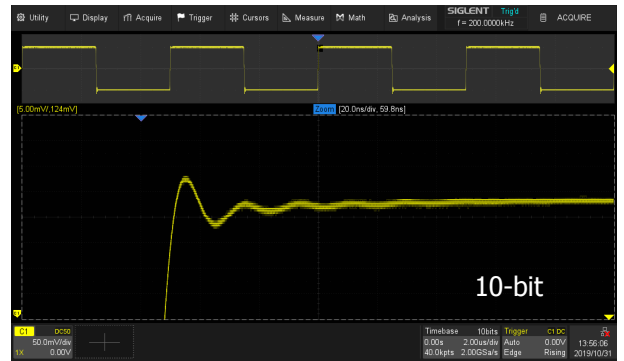 Utility Display Acquire Trigger Cursors Measure Math Analysis SIGLENT Trig'd ACQUIRE
f = 200.0000kHz
[5.00mV/,124mV] Zoom [20.0ns/div, 59.8ns]
10-bit
C1 DC50 Timebase 10bits Trigger C1 DC
50.0mV/div 0.00s 2.00us/div Auto 0.00V 13:56:06
1X 0.00V 40.0kpts 2.00GSa/s Edge Rising 2019/10/31